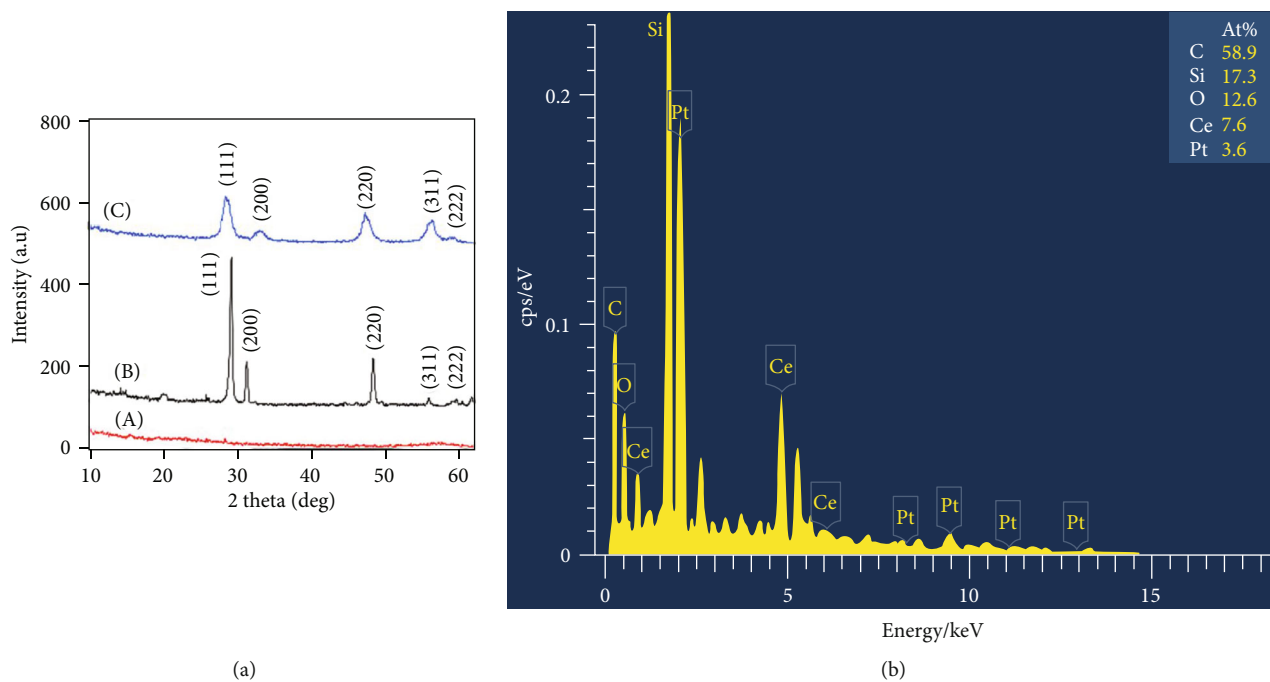 800
600
400
200
0
Intensity (a.u)
(C)
(111)
(200)
(220)
(311)
(222)
(B)
(111)
(200)
(220)
(311)
(222)
(A)
10 20 30 40 50 60
2 theta (deg)
(a)
Si
Pt
C
O
Ce
Ce
Ce
Pt
Pt
Pt
Pt
At%
C 58.9
Si 17.3
O 12.6
Ce 7.6
Pt 3.6
0.2
0.1
0
cps/eV
0 5 10 15
Energy/keV
(b)